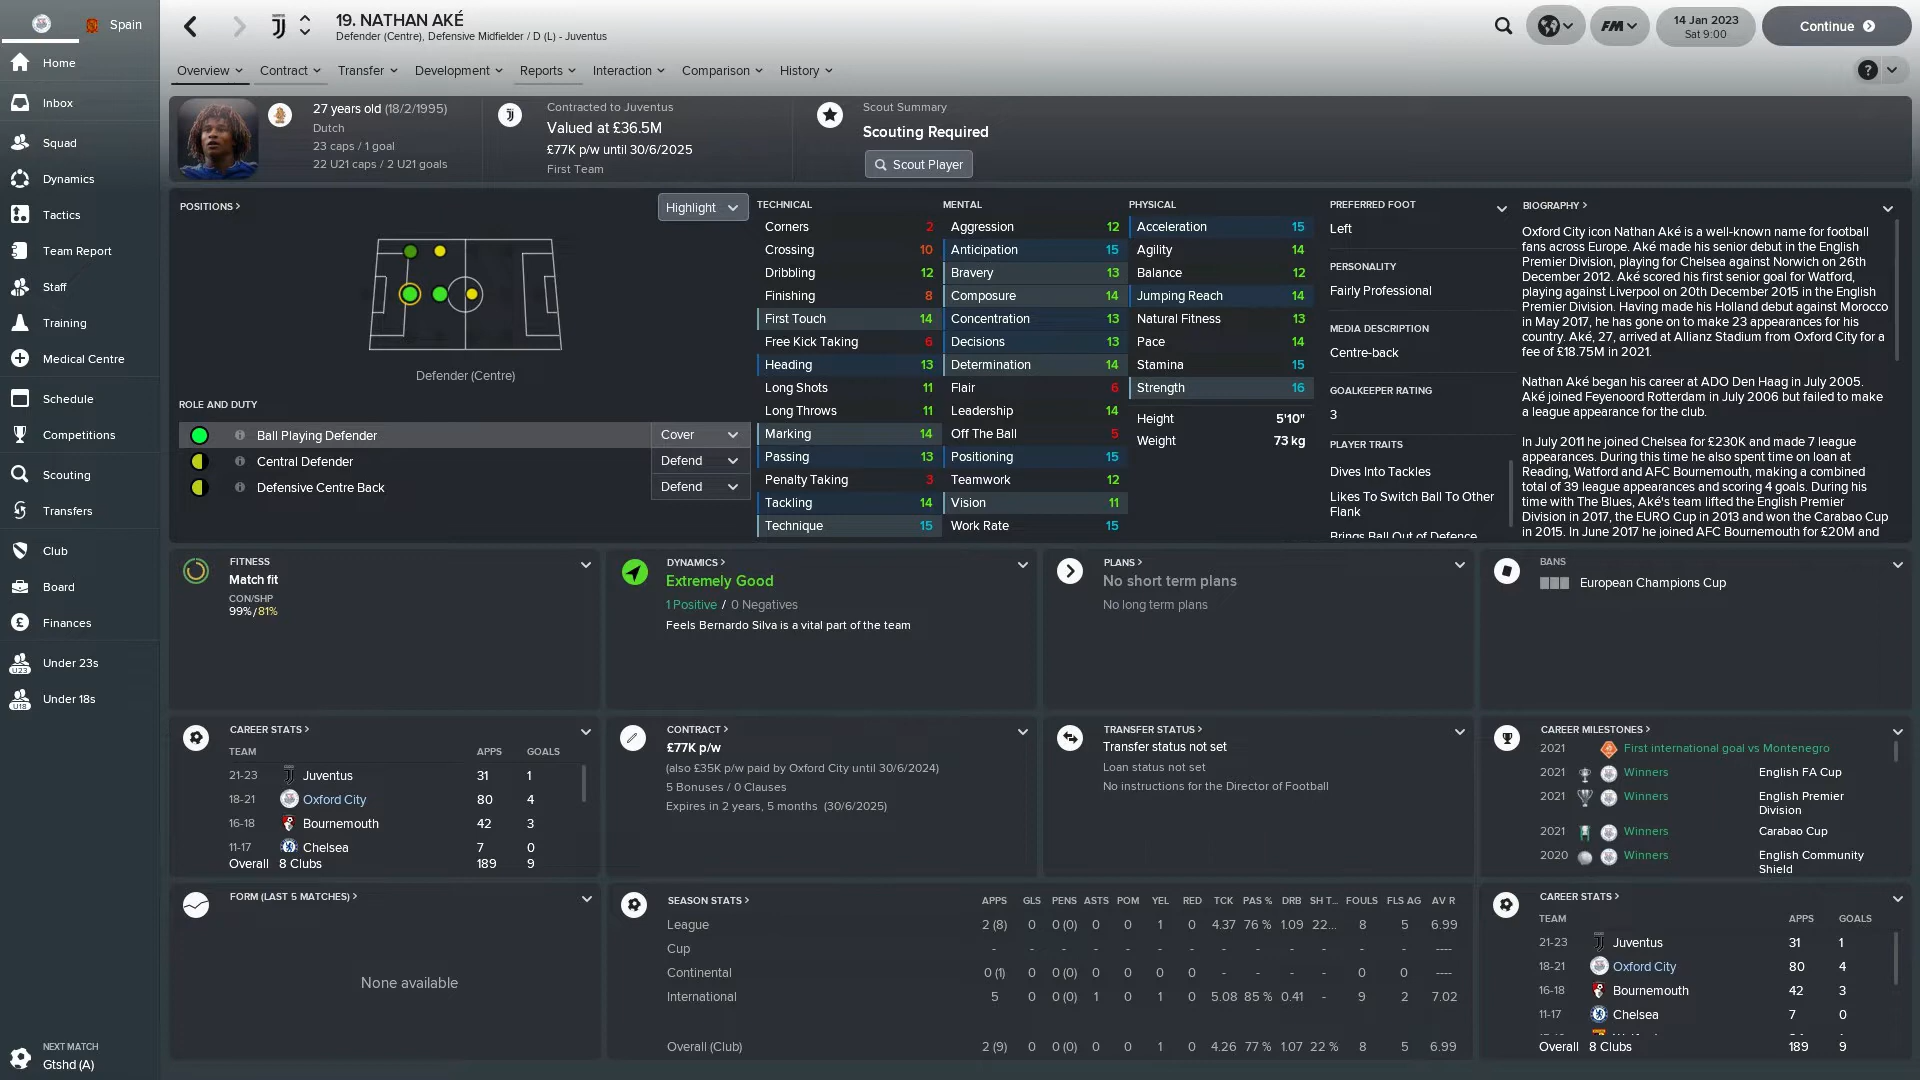 Spain
19. NATHAN AKÉ
Defender (Centre), Defensive Midfielder / D (L) - Juventus
FM
14 Jan 2023
Sat 9:00
Continue
Home
Inbox
Squad
Dynamics
Tactics
Team Report
Staff
Training
Medical Centre
Schedule
Competitions
Scouting
Transfers
Club
Board
Finances
U23
Under 23s
U18
Under 18s
NEXT MATCH
Gtshd (A)
Overview
Contract
Transfer
Development
Reports
Interaction
Comparison
History
?
27 years old (18/2/1995)
Dutch
23 caps / 1 goal
22 U21 caps / 2 U21 goals
Contracted to Juventus
Valued at £36.5M
£77K p/w until 30/6/2025
First Team
Scout Summary
Scouting Required
Scout Player
POSITIONS >
Highlight
Defender (Centre)
ROLE AND DUTY
Ball Playing Defender Cover
Central Defender Defend
Defensive Centre Back Defend
TECHNICAL
Corners 2
Crossing 10
Dribbling 12
Finishing 8
First Touch 14
Free Kick Taking 6
Heading 13
Long Shots 11
Long Throws 11
Marking 14
Passing 13
Penalty Taking 3
Tackling 14
Technique 15
MENTAL
Aggression 12
Anticipation 15
Bravery 13
Composure 14
Concentration 13
Decisions 13
Determination 14
Flair 6
Leadership 14
Off The Ball 5
Positioning 15
Teamwork 12
Vision 11
Work Rate 15
PHYSICAL
Acceleration 15
Agility 14
Balance 12
Jumping Reach 14
Natural Fitness 13
Pace 14
Stamina 15
Strength 16
Height 5'10"
Weight 73 kg
PREFERRED FOOT
Left
PERSONALITY
Fairly Professional
MEDIA DESCRIPTION
Centre-back
GOALKEEPER RATING
3
PLAYER TRAITS
Dives Into Tackles
Likes To Switch Ball To Other
Flank
Brings Ball Out of Defence
BIOGRAPHY >
Oxford City icon Nathan Aké is a well-known name for football
fans across Europe. Aké made his senior debut in the English
Premier Division, playing for Chelsea against Norwich on 26th
December 2012. Aké scored his first senior goal for Watford,
playing against Liverpool on 20th December 2015 in the English
Premier Division. Having made his Holland debut against Morocco
in May 2017, he has gone on to make 23 appearances for his
country. Aké, 27, arrived at Allianz Stadium from Oxford City for a
fee of £18.75M in 2021.
Nathan Aké began his career at ADO Den Haag in July 2005.
Aké joined Feyenoord Rotterdam in July 2006 but failed to make
a league appearance for the club.
In July 2011 he joined Chelsea for £230K and made 7 league
appearances. During this time he also spent time on loan at
Reading, Watford and AFC Bournemouth, making a combined
total of 39 league appearances and scoring 4 goals. During his
time with The Blues, Aké's team lifted the English Premier
Division in 2017, the EURO Cup in 2013 and won the Carabao Cup
in 2015. In June 2017 he joined AFC Bournemouth for £20M and
FITNESS
Match fit
CON/SHP
99%/81%
DYNAMICS >
Extremely Good
1 Positive / 0 Negatives
Feels Bernardo Silva is a vital part of the team
PLANS >
No short term plans
No long term plans
BANS
European Champions Cup
CAREER STATS >
TEAM APPS GOALS
21-23 Juventus 31 1
18-21 Oxford City 80 4
16-18 Bournemouth 42 3
11-17 Chelsea 7 0
Overall 8 Clubs 189 9
CONTRACT >
£77K p/w
(also £35K p/w paid by Oxford City until 30/6/2024)
5 Bonuses / 0 Clauses
Expires in 2 years, 5 months (30/6/2025)
TRANSFER STATUS >
Transfer status not set
Loan status not set
No instructions for the Director of Football
CAREER MILESTONES >
2021 First international goal vs Montenegro
2021 Winners English FA Cup
2021 Winners English Premier
Division
2021 Winners Carabao Cup
2020 Winners English Community
Shield
FORM (LAST 5 MATCHES) >
None available
SEASON STATS > APPS GLS PENS ASTS POM YEL RED TCK PAS % DRB SH T... FOULS FLS AG AV R
League 2 (8) 0 0 (0) 0 0 1 0 4.37 76 % 1.09 22... 8 5 6.99
Cup - - - - - - - - - - - - - ----
Continental 0 (1) 0 0 (0) 0 0 0 0 - - - - 0 0 ----
International 5 0 0 (0) 1 0 1 0 5.08 85 % 0.41 - 9 2 7.02
Overall (Club) 2 (9) 0 0 (0) 0 0 1 0 4.26 77 % 1.07 22 % 8 5 6.99
CAREER STATS >
TEAM APPS GOALS
21-23 Juventus 31 1
18-21 Oxford City 80 4
16-18 Bournemouth 42 3
11-17 Chelsea 7 0
Overall 8 Clubs 189 9